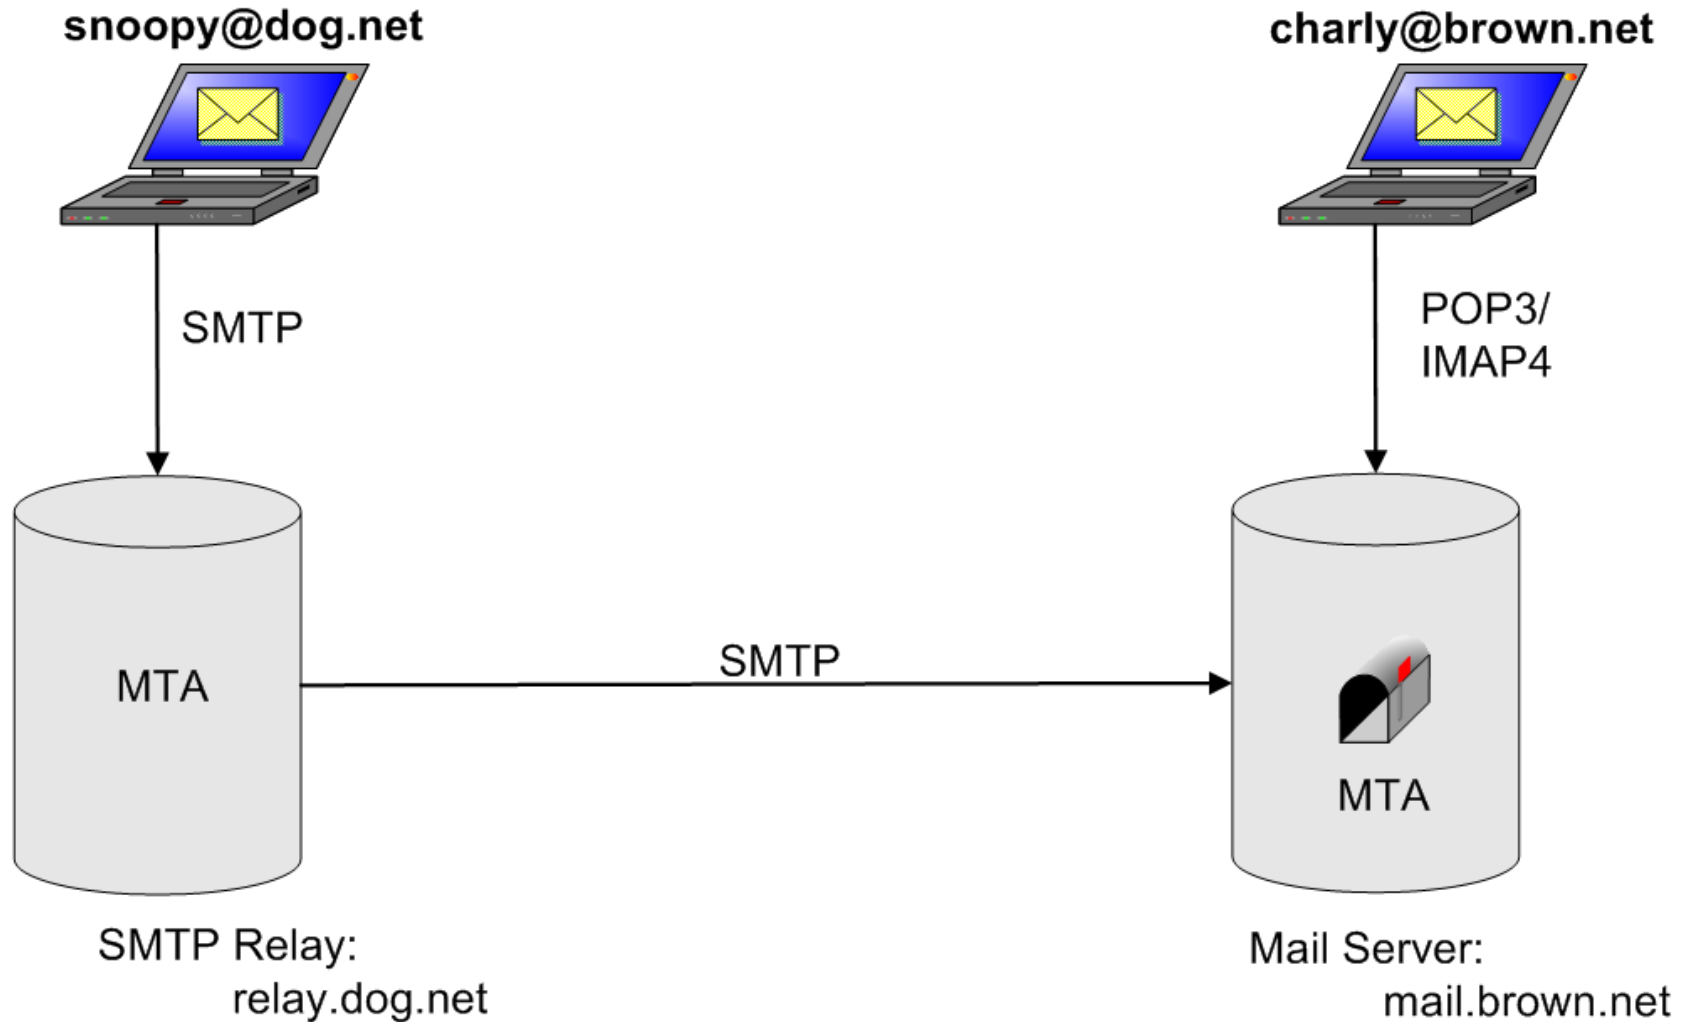 snoopy@dog.net
charly@brown.net
SMTP
POP3/
IMAP4
SMTP
MTA
MTA
SMTP Relay:
relay.dog.net
Mail Server:
mail.brown.net